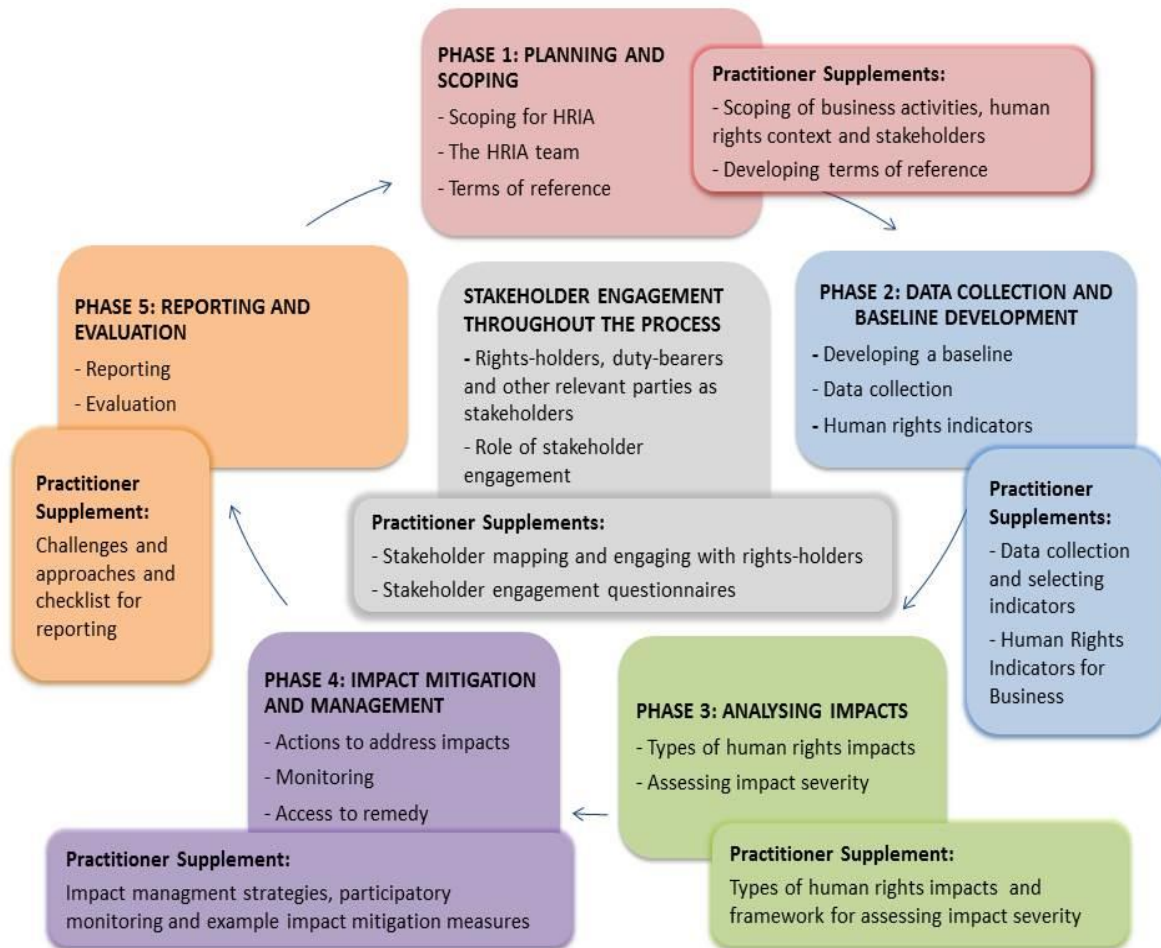 PHASE 1: PLANNING AND
SCOPING
- Scoping for HRIA
- The HRIA team
- Terms of reference
Practitioner Supplements:
- Scoping of business activities, human
rights context and stakeholders
- Developing terms of reference
PHASE 2: DATA COLLECTION AND
BASELINE DEVELOPMENT
- Developing a baseline
- Data collection
- Human rights indicators
Practitioner
Supplements:
- Data collection
and selecting
indicators
- Human Rights
Indicators for
Business
PHASE 3: ANALYSING IMPACTS
- Types of human rights impacts
- Assessing impact severity
Practitioner Supplement:
Types of human rights impacts and
framework for assessing impact severity
PHASE 4: IMPACT MITIGATION
AND MANAGEMENT
- Actions to address impacts
- Monitoring
- Access to remedy
Practitioner Supplement:
Impact managment strategies, participatory
monitoring and example impact mitigation measures
PHASE 5: REPORTING AND
EVALUATION
- Reporting
- Evaluation
Practitioner
Supplement:
Challenges and
approaches and
checklist for
reporting
STAKEHOLDER ENGAGEMENT
THROUGHOUT THE PROCESS
- Rights-holders, duty-bearers
and other relevant parties as
stakeholders
- Role of stakeholder
engagement
Practitioner Supplements:
- Stakeholder mapping and engaging with rights-holders
- Stakeholder engagement questionnaires